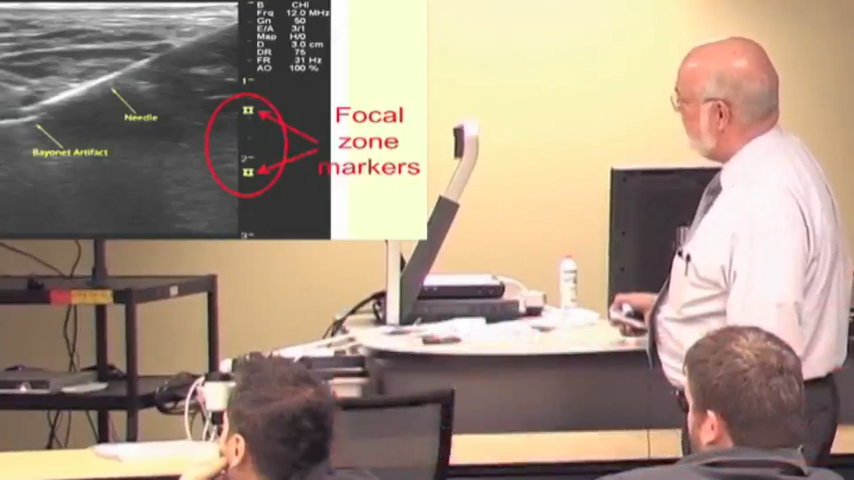 B CHI
Frq 12.0 MHz
Gn 50
E/A 3/1
Map H/0
D 3.0 cm
DR 75
FR 31 Hz
AO 100 %
1
2
3
Needle
Bayonet Artifact
Focal
zone
markers